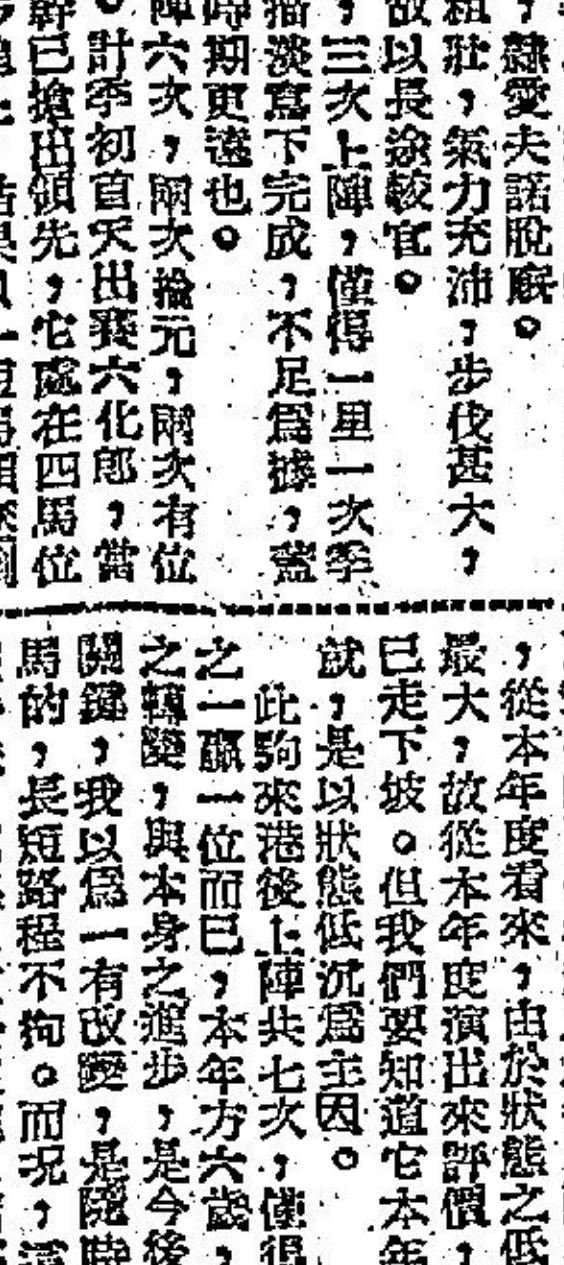 ，隸愛夫諾脫廐。
粗壯，氣力充沛，步伐甚大，
故以長途較宜。
，三次上陣，僅得一里一次季
描淡寫下完成，不足爲據，藍
時期更遠也。
陣六次，兩次搶元，兩次有位
。計季初首天出賽六化郎，當
已搶出領先，它處在四馬位
，從本年度看來，由於狀態之低
最大，故從本年度演出來評價，
已走下坡。但我們要知道它本年
就，是以狀態低沉爲主因。
此駒來港後上陣共七次，僅得
之一贏一位而已，本年方六歲，
之轉變，與本身之進步，是今後
關鍵，我以爲一有改變，是隨時
馬的，長短路程不拘。而况，